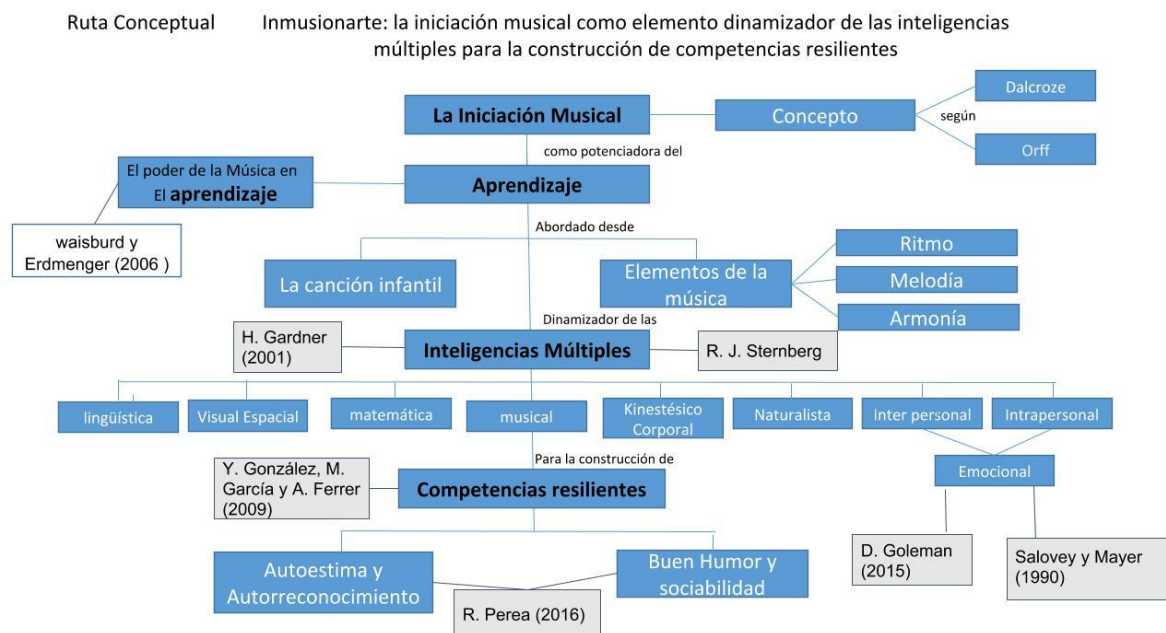 Ruta Conceptual
Inmusionarte: la iniciación musical como elemento dinamizador de las inteligencias
múltiples para la construcción de competencias resilientes
La Iniciación Musical
Concepto
según
Dalcroze
Orff
como potenciadora del
El poder de la Música en
El aprendizaje
Aprendizaje
waisburd y
Erdmenger (2006 )
Abordado desde
La canción infantil
Elementos de la
música
Ritmo
Melodía
Armonía
Dinamizador de las
H. Gardner
(2001)
Inteligencias Múltiples
R. J. Sternberg
lingüística
Visual Espacial
matemática
musical
Kinestésico
Corporal
Naturalista
Inter personal
Intrapersonal
Para la construcción de
Emocional
Y. González, M.
García y A. Ferrer
(2009)
Competencias resilientes
D. Goleman
(2015)
Salovey y Mayer
(1990)
Autoestima y
Autorreconocimiento
Buen Humor y
sociabilidad
R. Perea (2016)